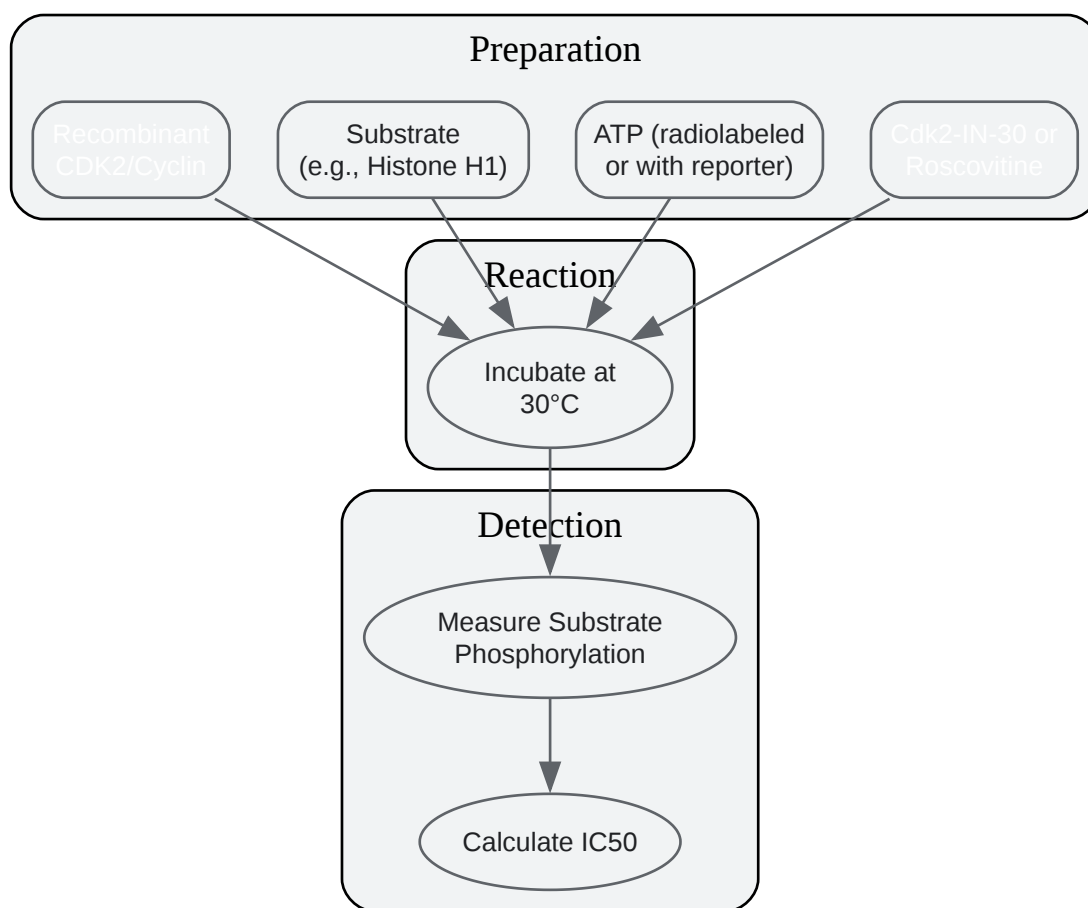 Preparation
Recombinant
CDK2/Cyclin
Substrate
(e.g., Histone H1)
ATP (radiolabeled
or with reporter)
Cdk2-IN-30 or
Roscovitine
Reaction
Incubate at
30°C
Detection
Measure Substrate
Phosphorylation
Calculate IC50